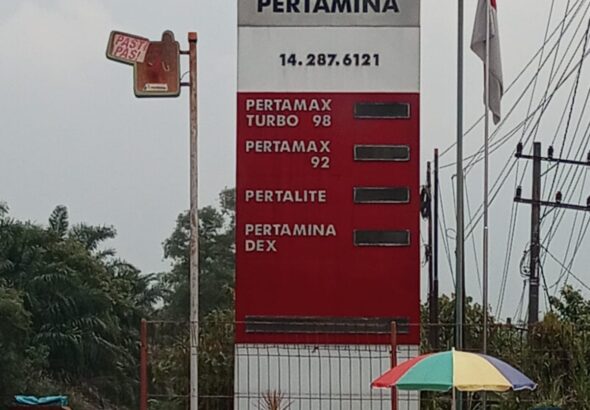 PERTAMINA
PASTI
PAS!
14.287.6121
PERTAMAX
TURBO 98
PERTAMAX
92
PERTALITE
PERTAMINA
DEX